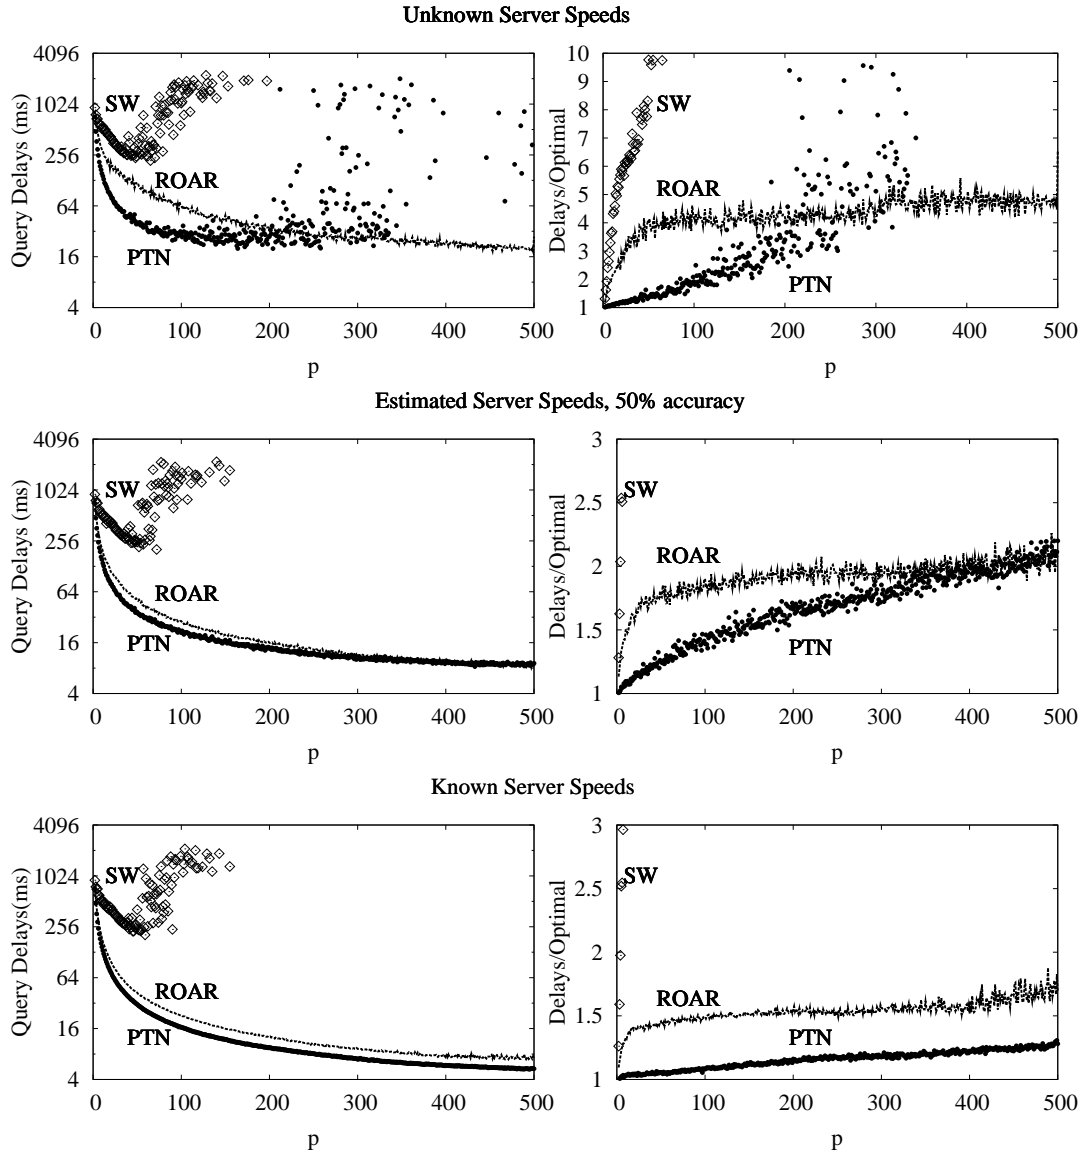 Unknown Server Speeds
4096
1024
256
64
16
4
Query Delays (ms)
SW
ROAR
PTN
0 100 200 300 400 500
p
10
9
8
7
6
5
4
3
2
1
Delays/Optimal
SW
ROAR
PTN
0 100 200 300 400 500
p
Estimated Server Speeds, 50% accuracy
4096
1024
256
64
16
4
Query Delays (ms)
SW
ROAR
PTN
0 100 200 300 400 500
p
3
2.5
2
1.5
1
Delays/Optimal
SW
ROAR
PTN
0 100 200 300 400 500
p
Known Server Speeds
4096
1024
256
64
16
4
Query Delays(ms)
SW
ROAR
PTN
0 100 200 300 400 500
p
3
2.5
2
1.5
1
Delays/Optimal
SW
ROAR
PTN
0 100 200 300 400 500
p